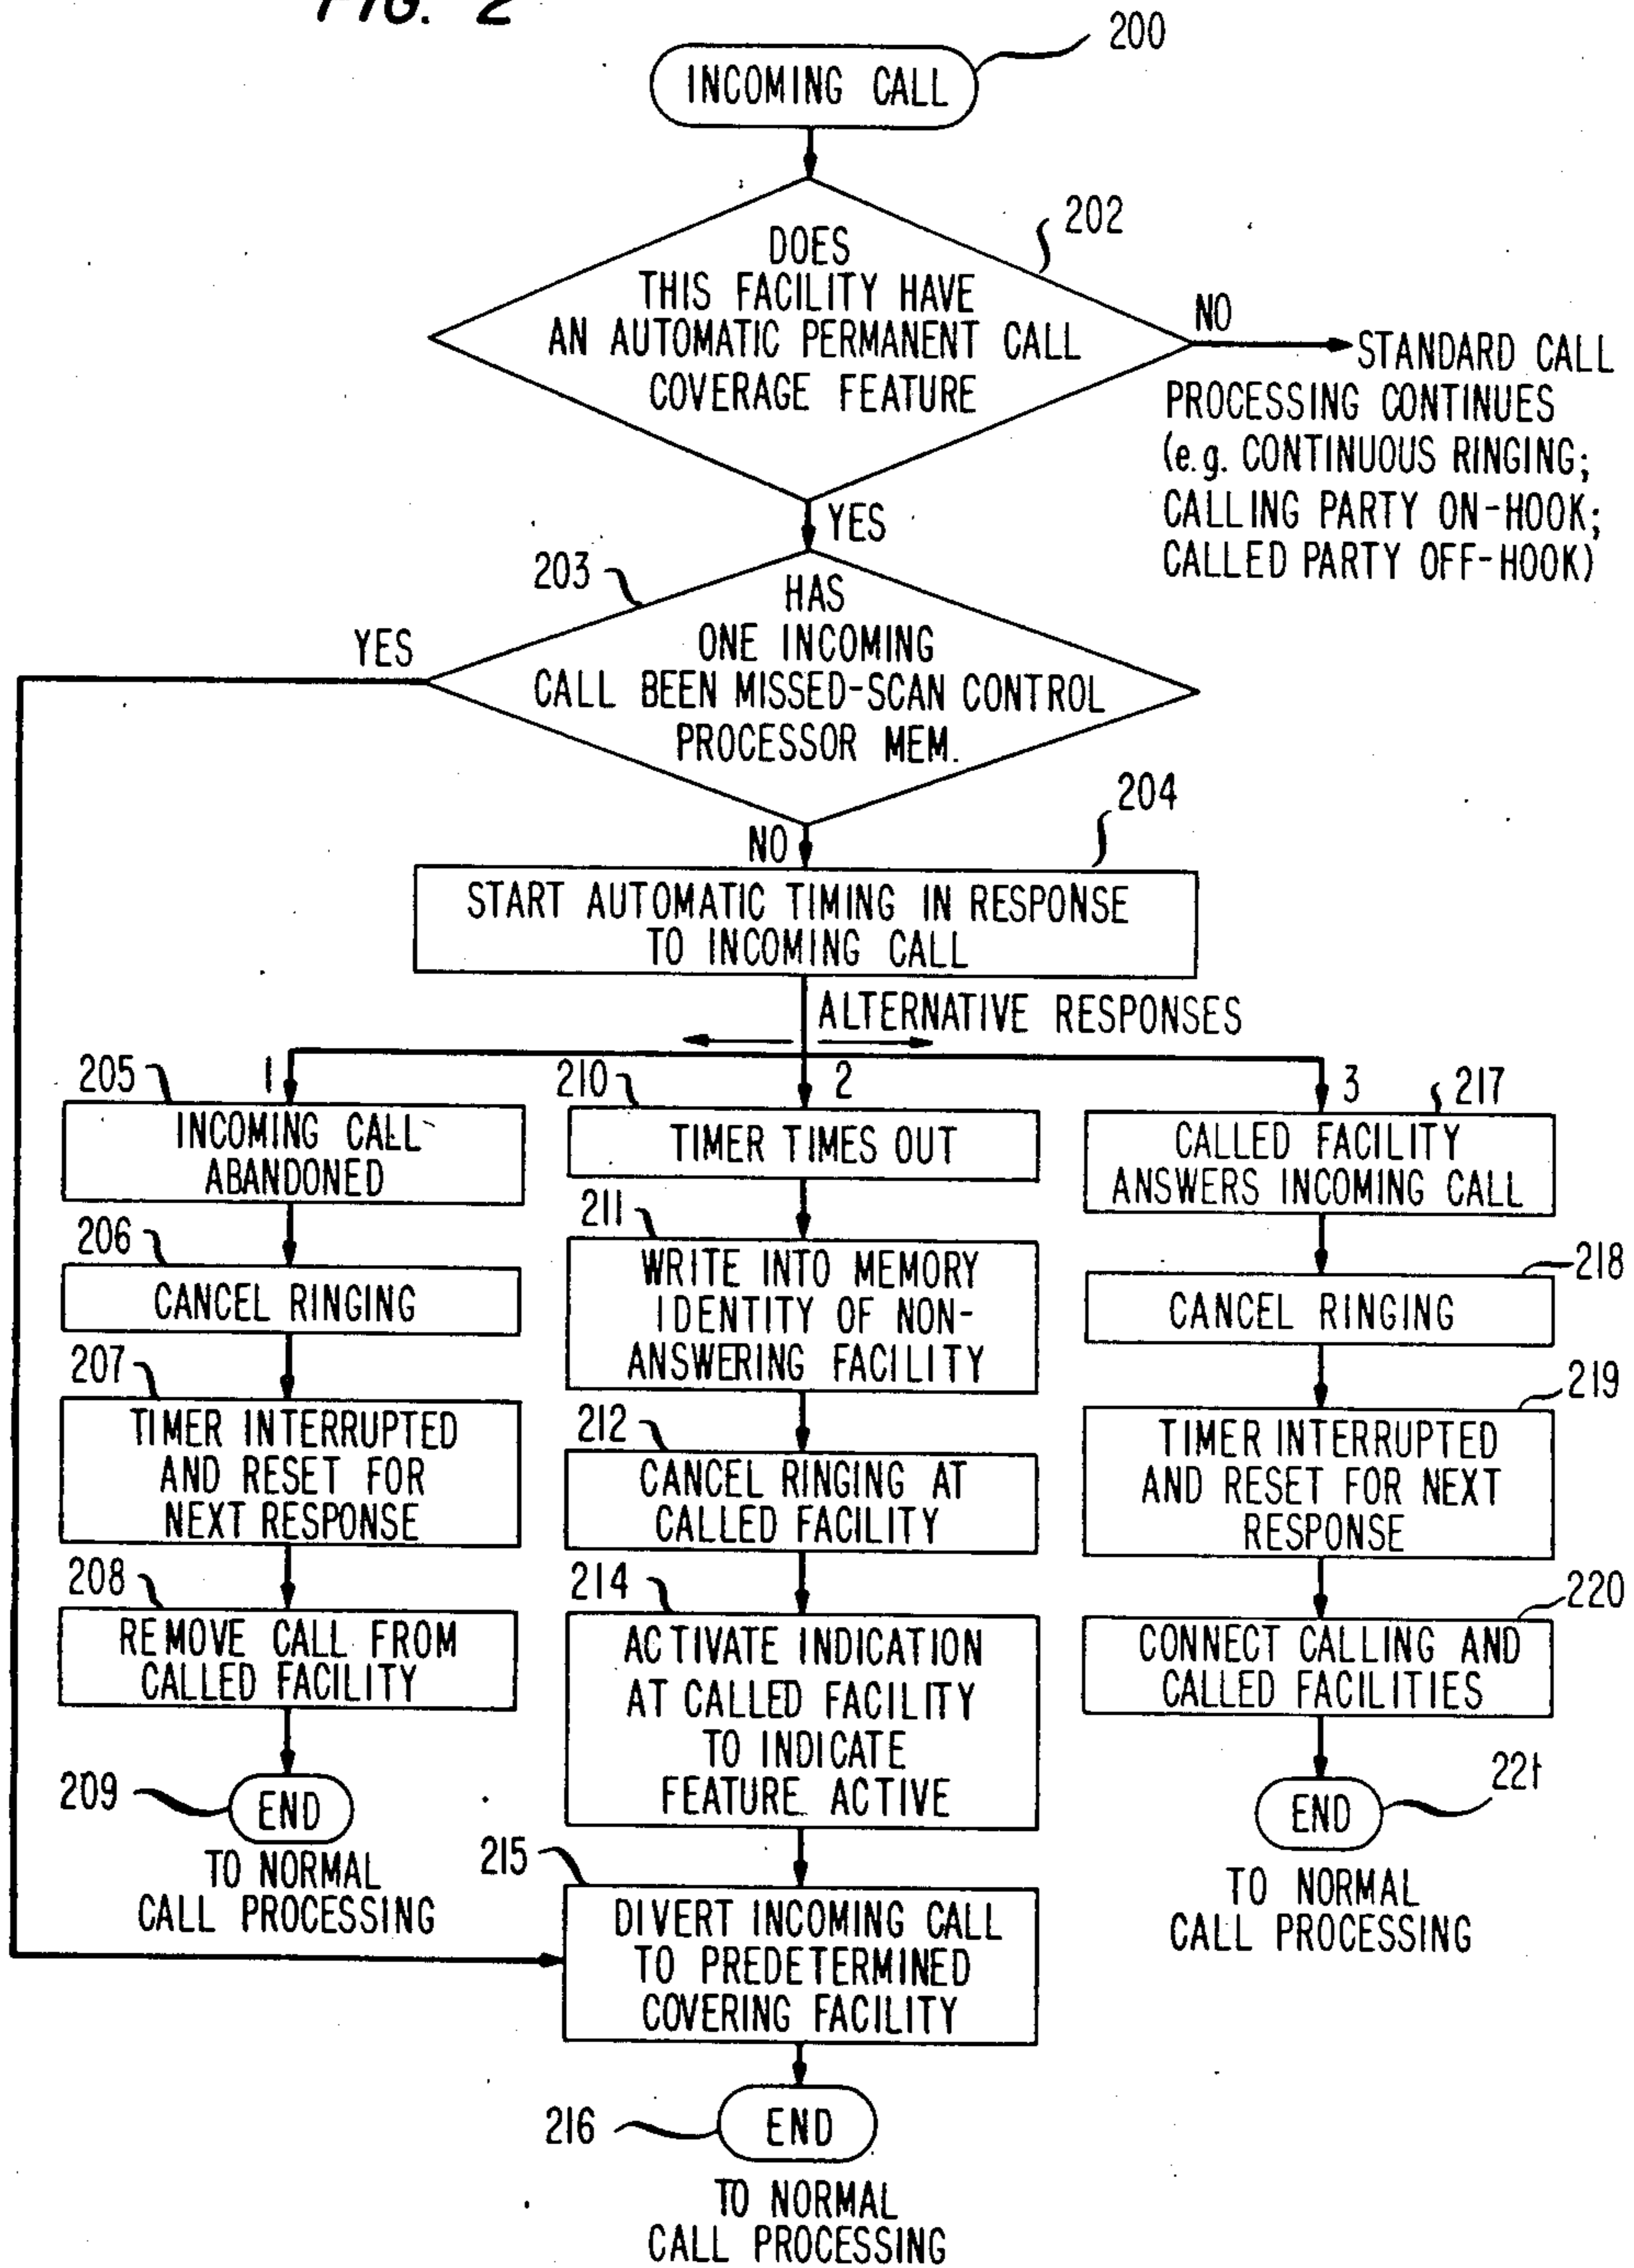 FIG. 2
200
INCOMING CALL
202
DOES
THIS FACILITY HAVE
AN AUTOMATIC PERMANENT CALL
COVERAGE FEATURE
NO
STANDARD CALL
PROCESSING CONTINUES
(e.g. CONTINUOUS RINGING;
CALLING PARTY ON-HOOK;
CALLED PARTY OFF-HOOK)
YES
203
HAS
ONE INCOMING
CALL BEEN MISSED-SCAN CONTROL
PROCESSOR MEM.
YES
NO
204
START AUTOMATIC TIMING IN RESPONSE
TO INCOMING CALL
ALTERNATIVE RESPONSES
205
1
INCOMING CALL
ABANDONED
206
CANCEL RINGING
207
TIMER INTERRUPTED
AND RESET FOR
NEXT RESPONSE
208
REMOVE CALL FROM
CALLED FACILITY
209
END
TO NORMAL
CALL PROCESSING
210
2
TIMER TIMES OUT
211
WRITE INTO MEMORY
IDENTITY OF NON-
ANSWERING FACILITY
212
CANCEL RINGING AT
CALLED FACILITY
214
ACTIVATE INDICATION
AT CALLED FACILITY
TO INDICATE
FEATURE ACTIVE
215
DIVERT INCOMING CALL
TO PREDETERMINED
COVERING FACILITY
216
END
TO NORMAL
CALL PROCESSING
3
217
CALLED FACILITY
ANSWERS INCOMING CALL
218
CANCEL RINGING
219
TIMER INTERRUPTED
AND RESET FOR NEXT
RESPONSE
220
CONNECT CALLING AND
CALLED FACILITIES
221
END
TO NORMAL
CALL PROCESSING